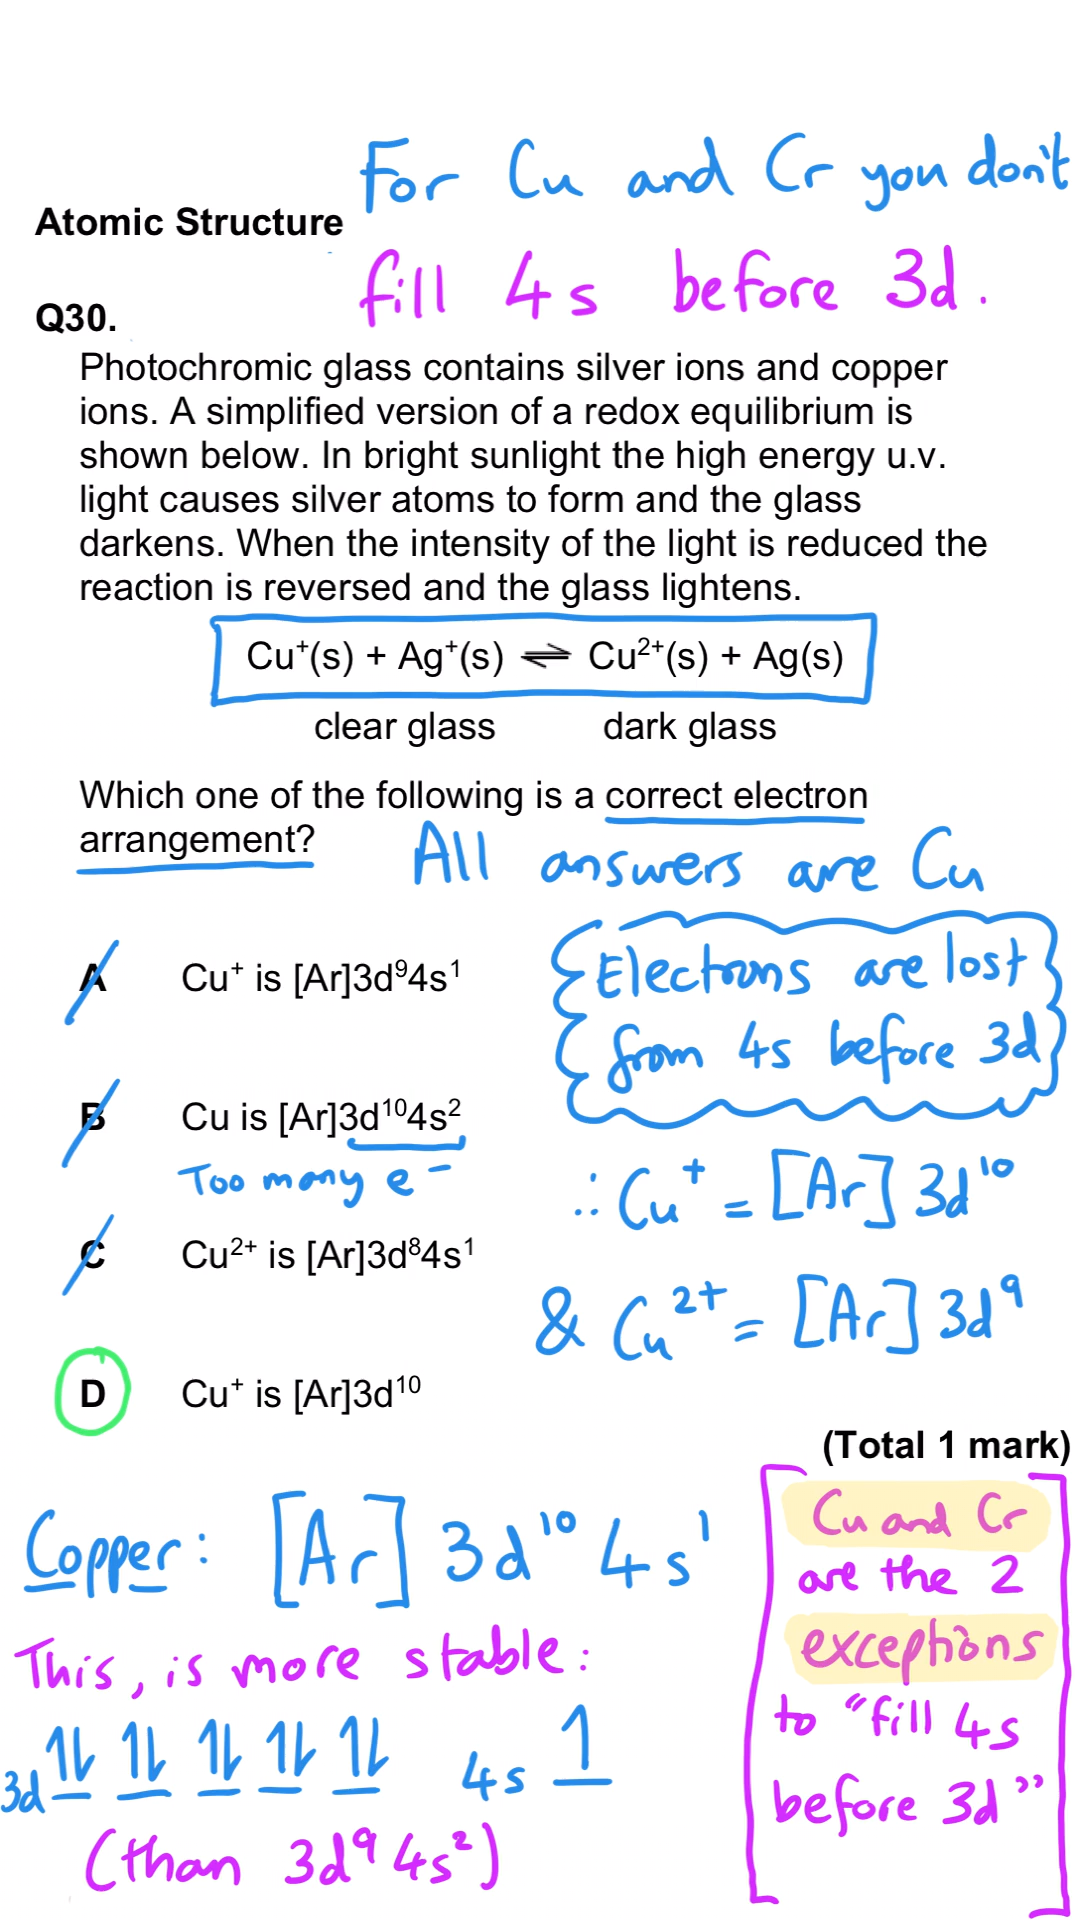 For Cu and Cr you don't
Atomic Structure
fill 4s before 3d.
Q30.
Photochromic glass contains silver ions and copper
ions. A simplified version of a redox equilibrium is
shown below. In bright sunlight the high energy u.v.
light causes silver atoms to form and the glass
darkens. When the intensity of the light is reduced the
reaction is reversed and the glass lightens.
Cu⁺(s) + Ag⁺(s) ⇌ Cu²⁺(s) + Ag(s)
clear glass dark glass
Which one of the following is a correct electron
arrangement?
All answers are Cu
A Cu⁺ is [Ar]3d⁹4s¹
Electrons are lost
from 4s before 3d
B Cu is [Ar]3d¹⁰4s²
Too many e⁻
∴ Cu⁺ = [Ar] 3d¹⁰
C Cu²⁺ is [Ar]3d⁸4s¹
& Cu²⁺ = [Ar] 3d⁹
D Cu⁺ is [Ar]3d¹⁰
(Total 1 mark)
Copper: [Ar] 3d¹⁰ 4s¹
This, is more stable:
3d 1L 1L 1L 1L 1L 4s 1
(than 3d⁹ 4s²)
Cu and Cr
are the 2
exceptions
to "fill 4s
before 3d"